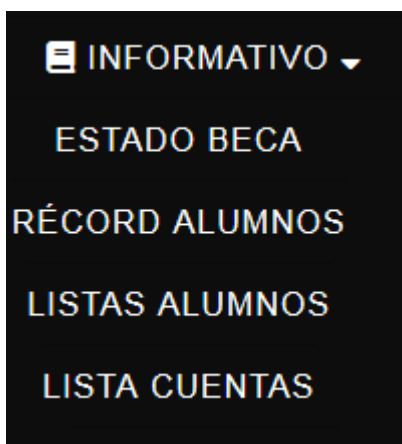 INFORMATIVO
ESTADO BECA
RÉCORD ALUMNOS
LISTAS ALUMNOS
LISTA CUENTAS